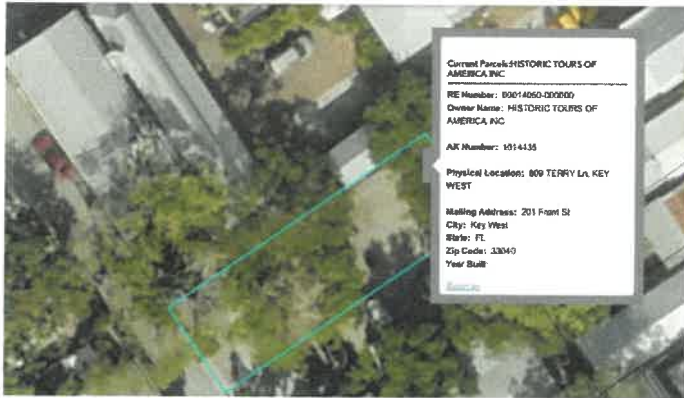 Current Parcel: HISTORIC TOURS OF
AMERICA INC
RE Number: 00014050-000000
Owner Name: HISTORIC TOURS OF
AMERICA INC
AK Number: 1014435
Physical Location: 809 TERRY Ln, KEY
WEST
Mailing Address: 201 Front St
City: Key West
State: FL
Zip Code: 33040
Year Built: